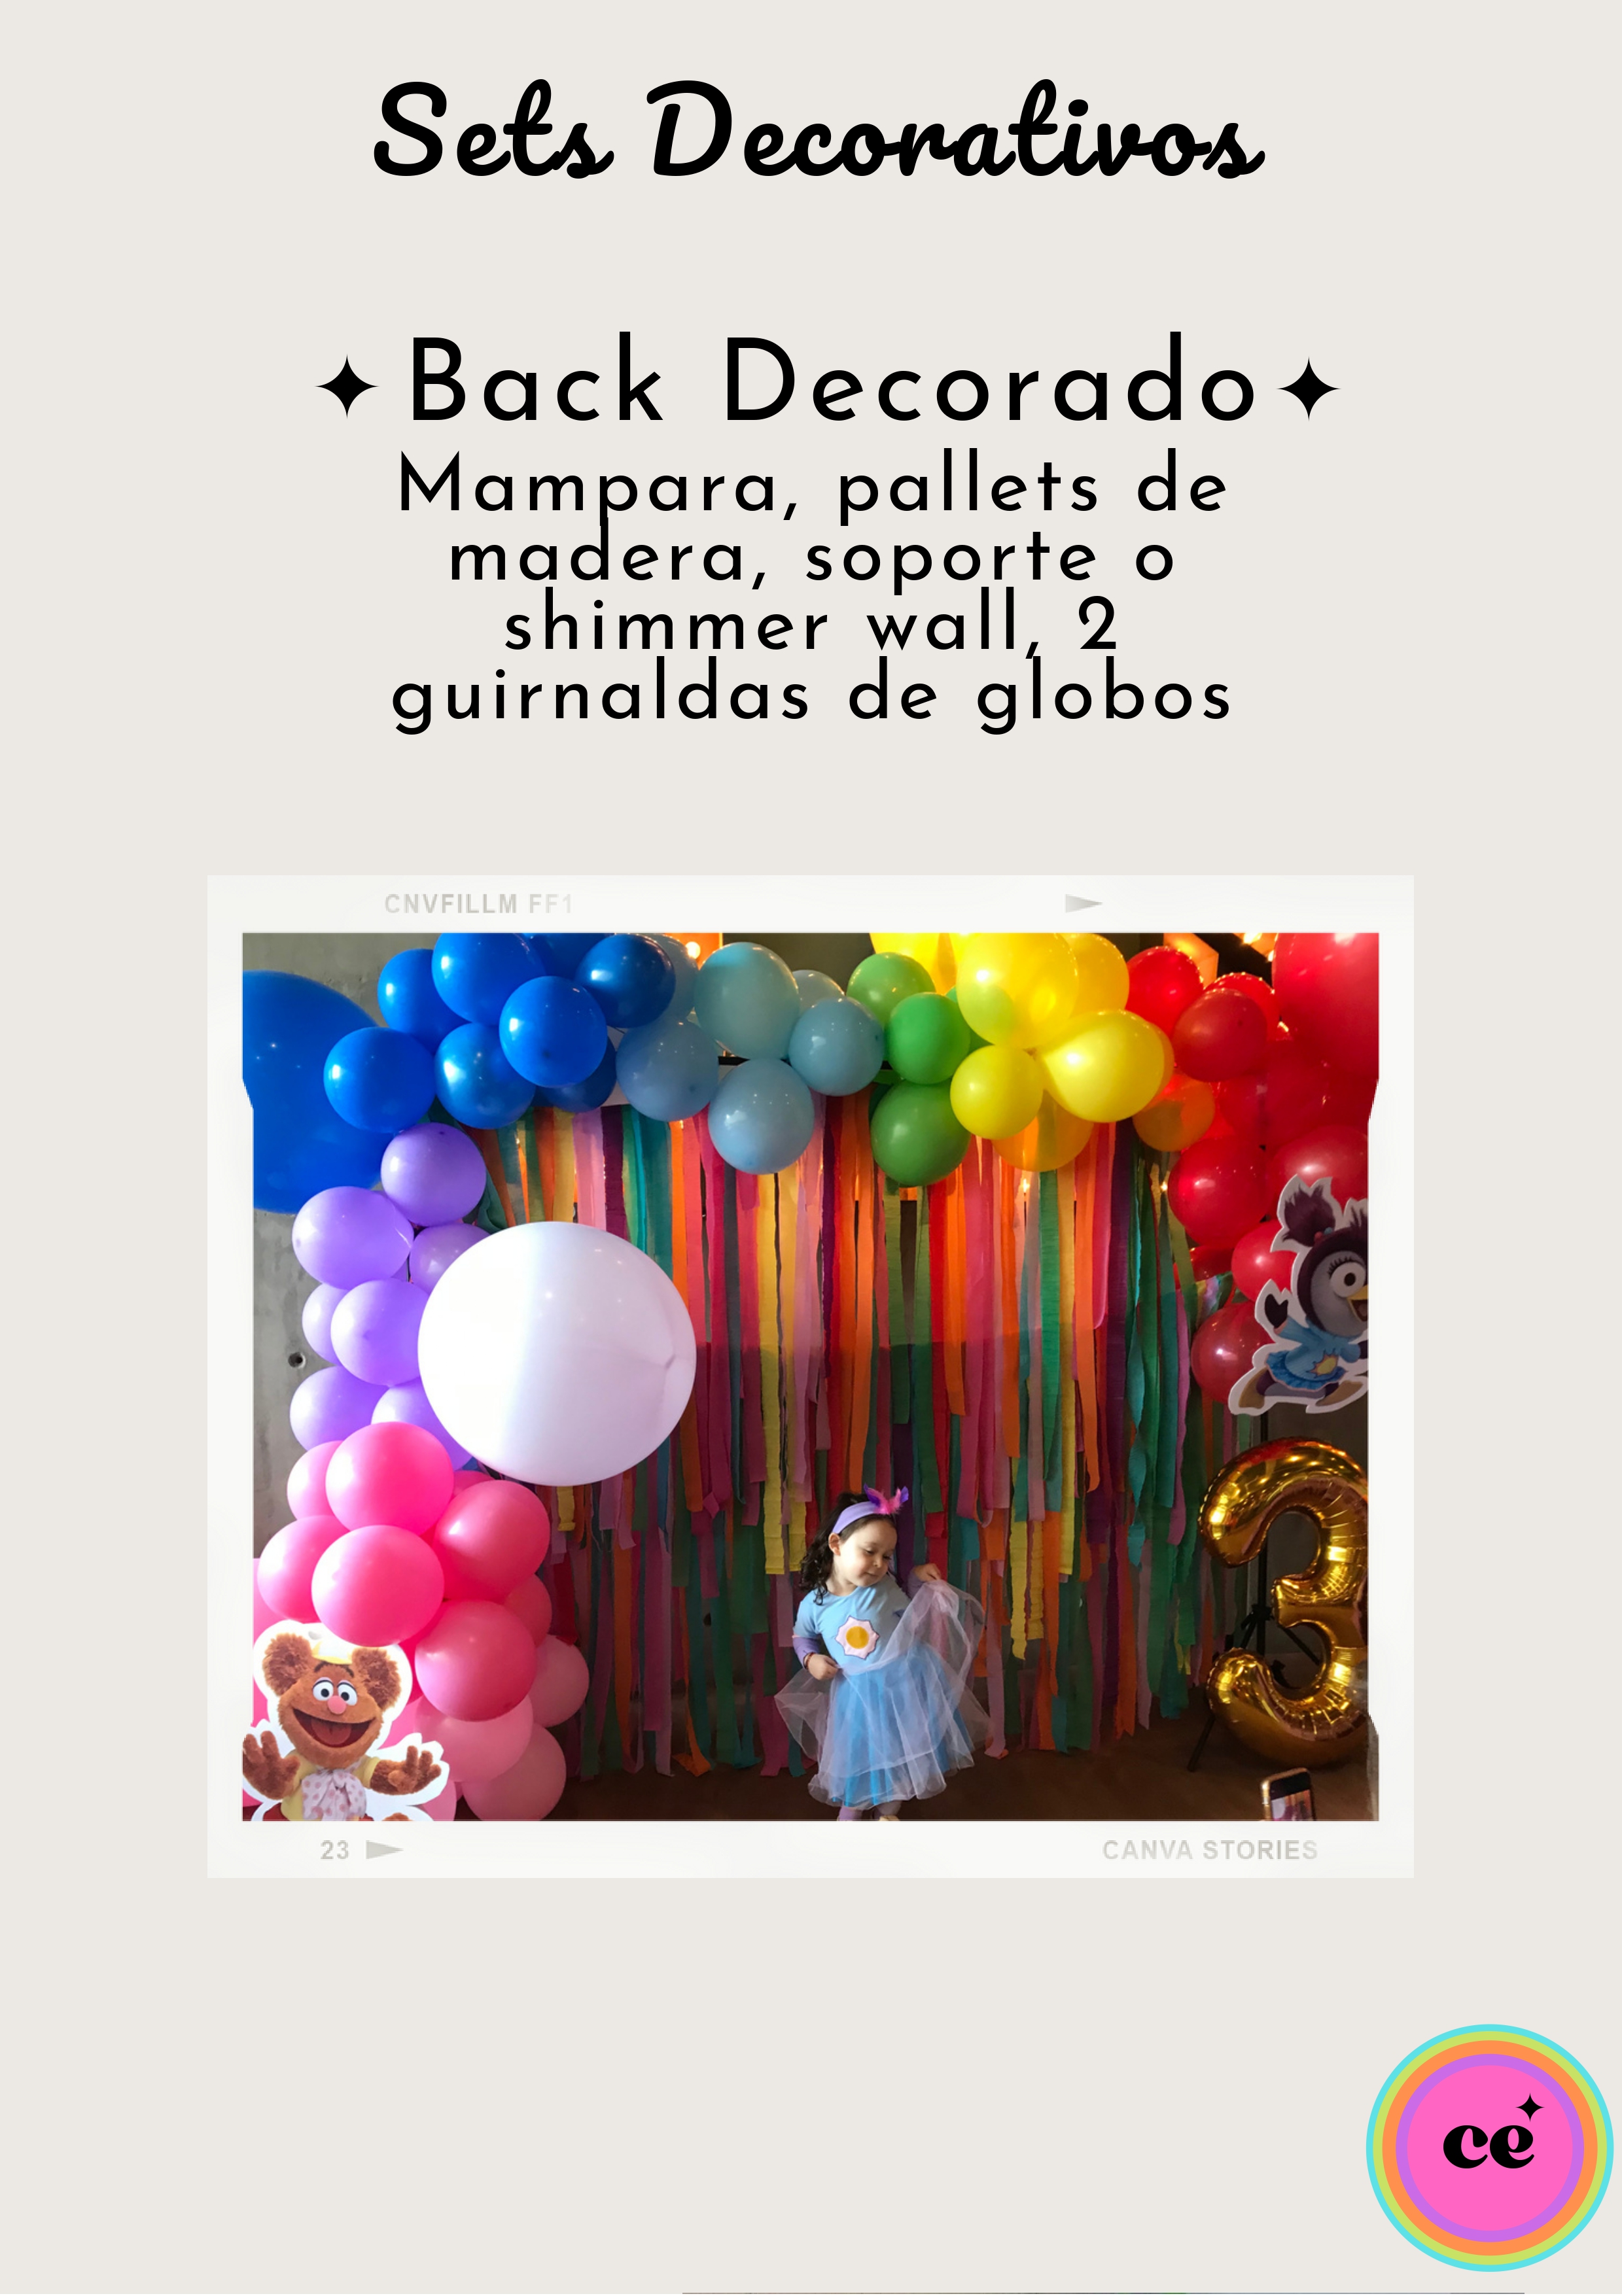 Sets Decorativos
✦Back Decorado✦
Mampara, pallets de
madera, soporte o
shimmer wall, 2
guirnaldas de globos
CNVFILLM FF1
3
23
CANVA STORIES
ce